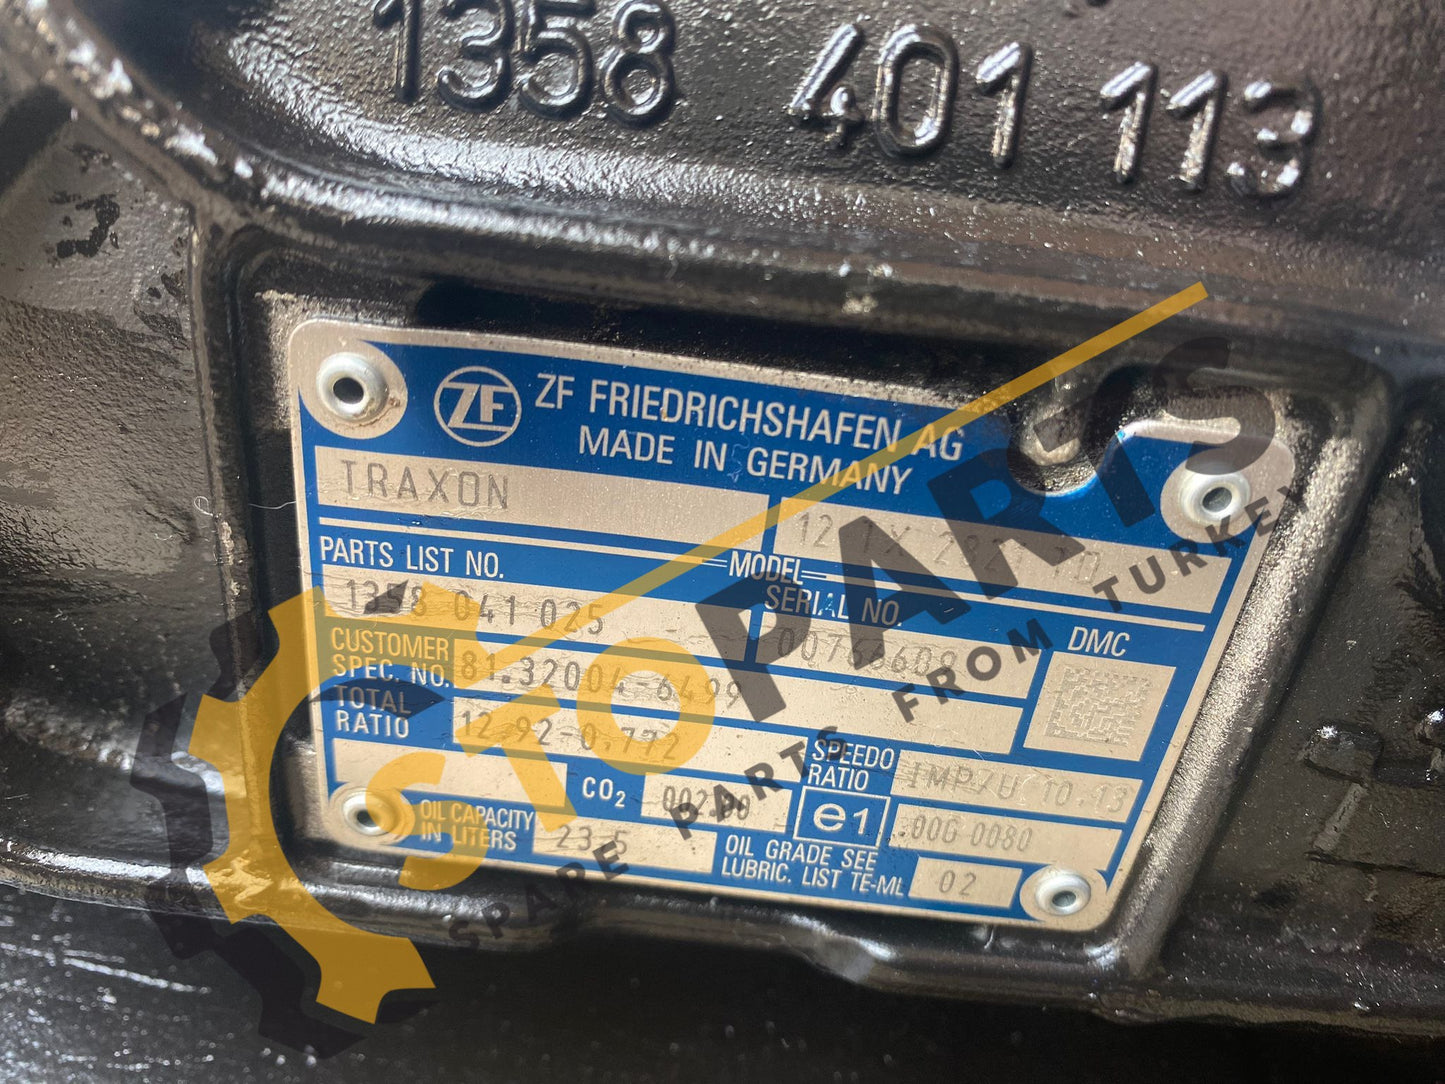 1358 401 113
ZF ZF FRIEDRICHSHAFEN AG
MADE IN GERMANY
TRAXON
PARTS LIST NO.
MODEL
SERIAL NO.
041 025
DMC
CUSTOMER
SPEC. NO.
81.32004-6499
TOTAL
RATIO
12.92-0.772
SPEEDO
RATIO
CO2
e1
.00G 0080
OIL CAPACITY
IN LITERS
23.5
OIL GRADE SEE
LUBRIC. LIST TE-ML
02
STOPARTS
SPARE PARTS FROM TURKEY